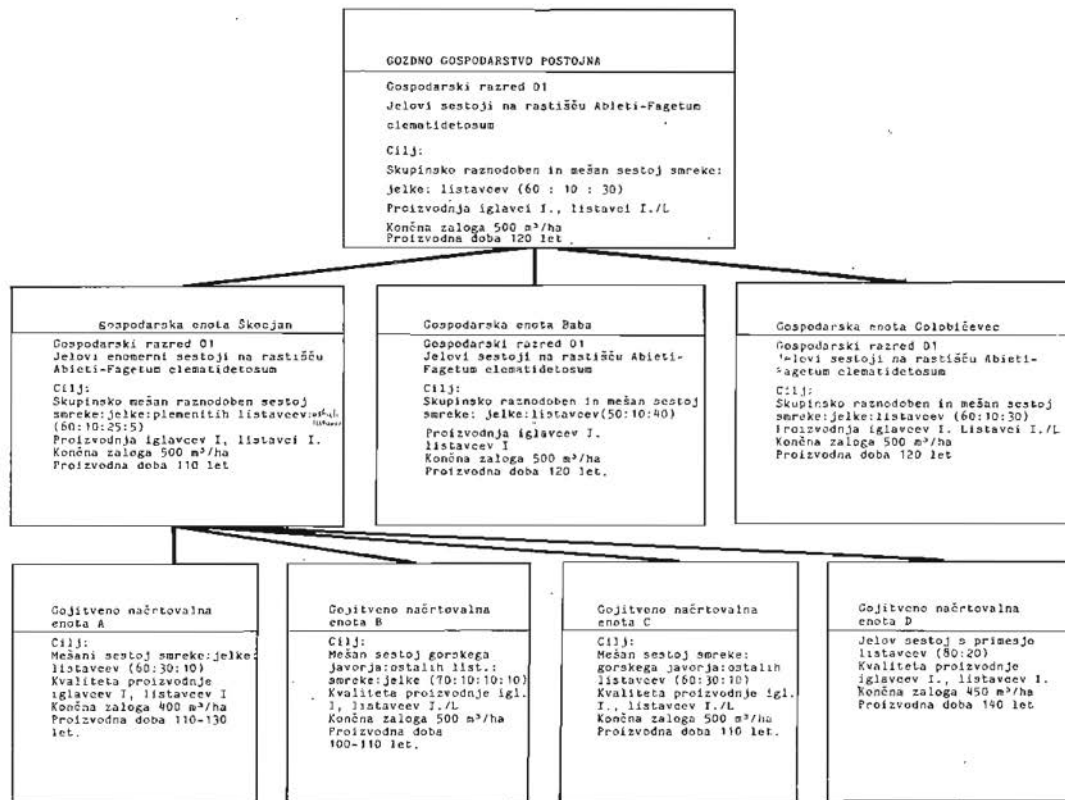 GOZDNO GOSPODARSTVO POSTOJNA
Gospodarski razred 01
Jelovi sestoji na rastišču Abieti-Fagetum
clematidetosum
Cilj:
Skupinsko raznodoben in mešan sestoj smreke:
jelke: listavcev (60 : 10 : 30)
Proizvodnja iglavci I., listavci I./L
Končna zaloga 500 m³/ha
Proizvodna doba 120 let
gospodarska enota Škocjan
Gospodarski razred 01
Jelovi enomerni sestoji na rastišču
Abieti-Fagetum clematidetosum
Cilj:
Skupinsko mešan raznodoben sestoj
smreke:jelke:plemenitih listavcev:
(60:10:25:5)
Proizvodnja iglavcev I, listavci I.
Končna zaloga 500 m³/ha
Proizvodna doba 110 let
Gospodarska enota Baba
Gospodarski razred 01
Jelovi sestoji na rastišču Abieti-
Fagetum clematidetosum
Cilj:
Skupinsko raznodoben in mešan sestoj
smreke: jelke:listavcev(50:10:40)
Proizvodnja iglavcev I.
listavcev I
Končna zaloga 500 m³/ha
Proizvodna doba 120 let.
Gospodarska enota Golobičevec
Gospodarski razred 01
Jelovi sestoji na rastišču Abieti-
Fagetum clematidetosum
Cilj:
Skupinsko raznodoben in mešan sestoj
smreke:jelke:listavcev (60:10:30)
Proizvodnja iglavcev I. Listavci I./L
Končna zaloga 500 m³/ha
Proizvodna doba 120 let
Gojitveno načrtovalna
enota A
Cilj:
Mešani sestoj smreke:jelke:
listavcev (60:30:10)
Kvaliteta proizvodnje
iglavcev I, listavcev I
Končna zaloga 400 m³/ha
Proizvodna doba 110-130
let.
Gojitveno načrtovalna
enota B
Cilj:
Mešan sestoj gorskega
javorja:ostalih list.:
smreke:jelke (70:10:10:10)
Kvaliteta proizvodnje igl.
I, listavcev I./L
Končna zaloga 500 m³/ha
Proizvodna doba
100-110 let.
Gojitveno načrtovalna
enota C
Cilj:
Mešan sestoj smreke:
gorskega javorja:ostalih
listavcev (60:30:10)
Kvaliteta proizvodnje igl.
I., listavcev I./L
Končna zaloga 500 m³/ha
Proizvodna doba 110 let.
Gojitveno načrtovalna
enota D
Jelov sestoj s primesjo
listavcev (80:20)
Kvaliteta proizvodnje
iglavcev I., listavcev I.
Končna zaloga 450 m³/ha
Proizvodna doba 140 let